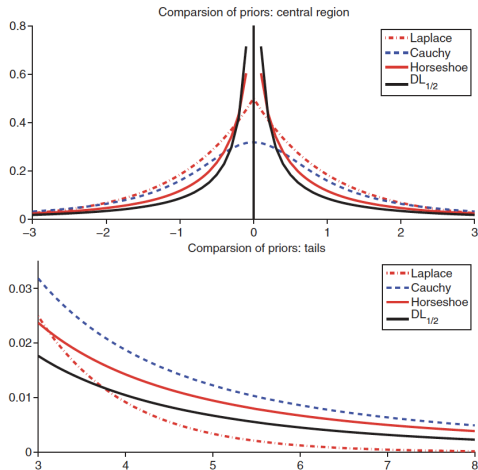 Comparsion of priors: central region
0.8
0.6
0.4
0.2
0
Laplace
Cauchy
Horseshoe
DL1/2
−3
−2
−1
0
1
2
3
Comparsion of priors: tails
0.03
0.02
0.01
0
Laplace
Cauchy
Horseshoe
DL1/2
3
4
5
6
7
8